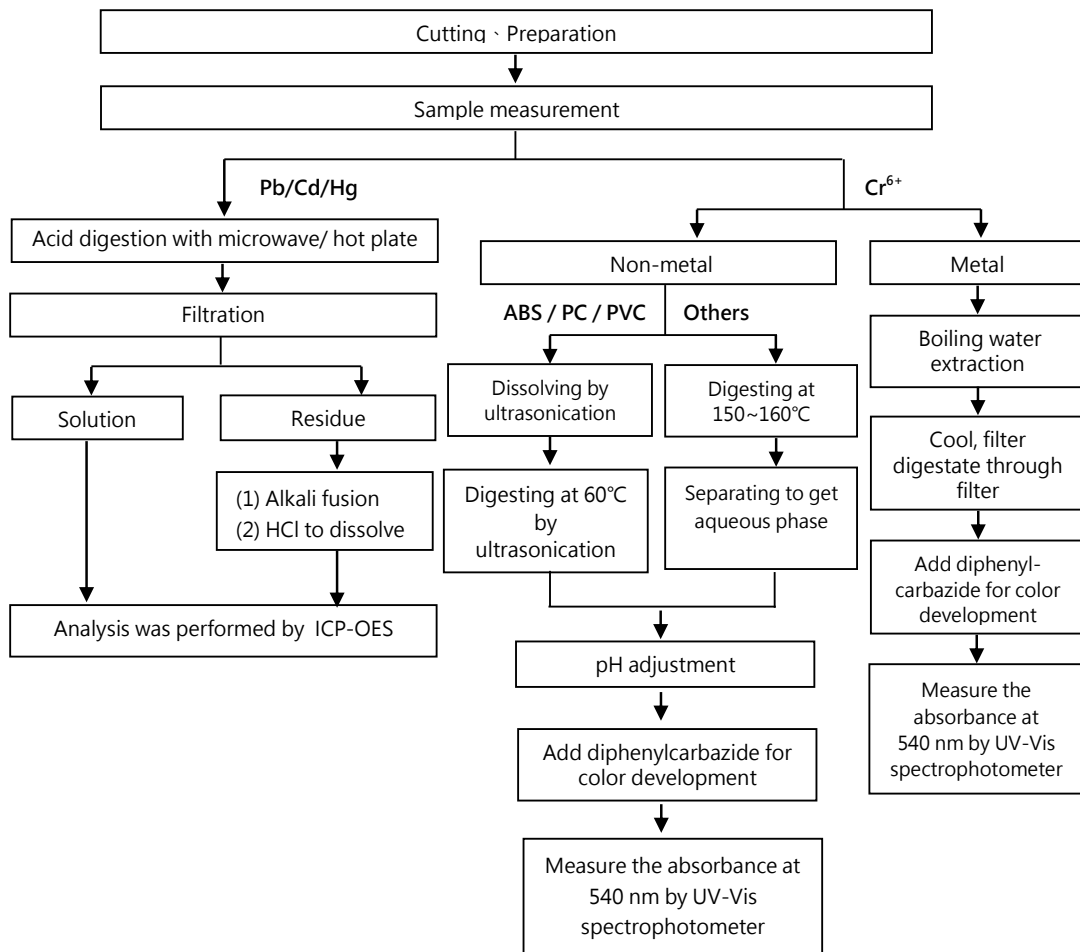 Cutting、Preparation
Sample measurement
Pb/Cd/Hg
Cr⁶⁺
Acid digestion with microwave/ hot plate
Filtration
Solution
Residue
(1) Alkali fusion
(2) HCl to dissolve
Analysis was performed by ICP-OES
Non-metal
ABS / PC / PVC
Others
Dissolving by
ultrasonication
Digesting at 60℃
by
ultrasonication
Digesting at
150~160℃
Separating to get
aqueous phase
pH adjustment
Add diphenylcarbazide for
color development
Measure the absorbance at
540 nm by UV-Vis
spectrophotometer
Metal
Boiling water
extraction
Cool, filter
digestate through
filter
Add diphenyl-
carbazide for color
development
Measure the
absorbance at
540 nm by UV-Vis
spectrophotometer